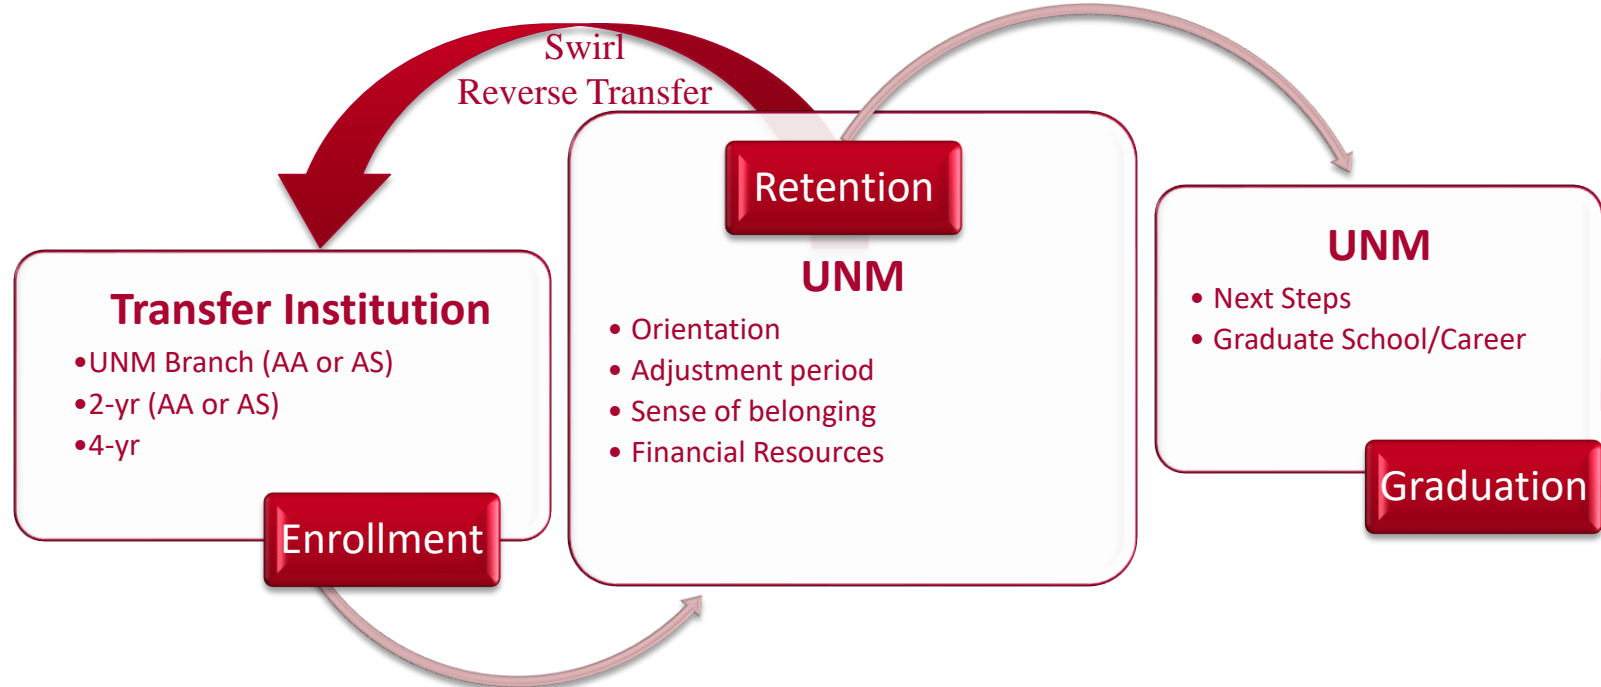 Swirl
Reverse Transfer
Transfer Institution
•UNM Branch (AA or AS)
•2-yr (AA or AS)
•4-yr
Enrollment
Retention
UNM
• Orientation
• Adjustment period
• Sense of belonging
• Financial Resources
UNM
• Next Steps
• Graduate School/Career
Graduation